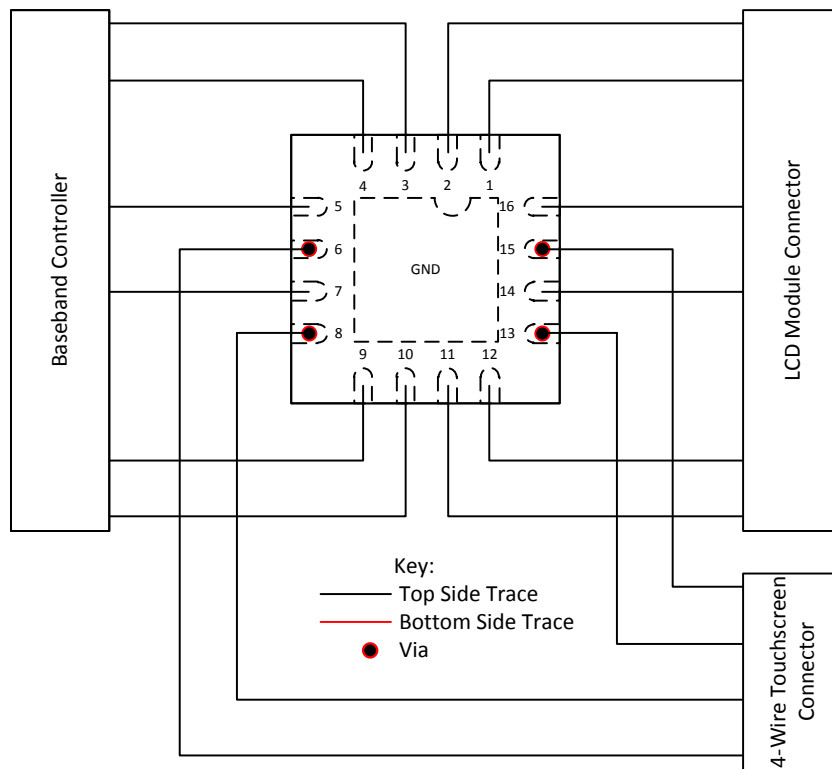 Baseband Controller
LCD Module Connector
4 3 2 1
5 16
6 15
GND
7 14
8 13
9 10 11 12
Key:
Top Side Trace
Bottom Side Trace
Via
4-Wire Touchscreen
Connector